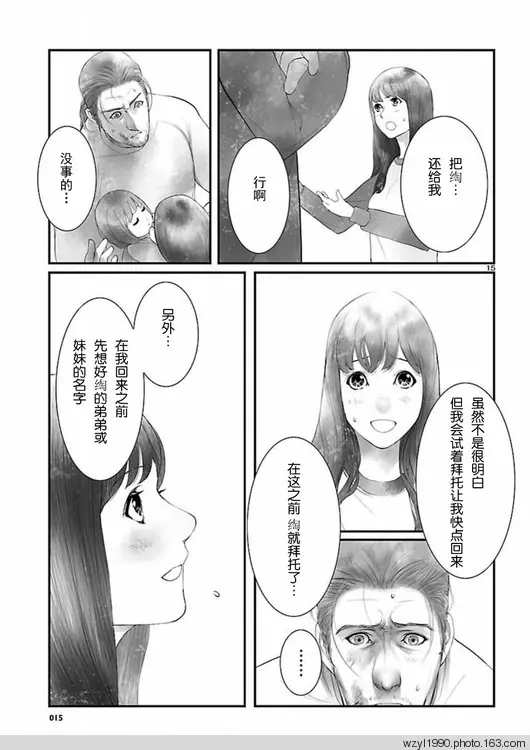 把绹…
还给我
行啊
没事的…
15
虽然不是很明白
但我会试着拜托让我快点回来
在这之前 绹就拜托了…
……
另外…
在我回来之前
先想好绹的弟弟或
妹妹的名字
015
wzyl1990.photo.163.com